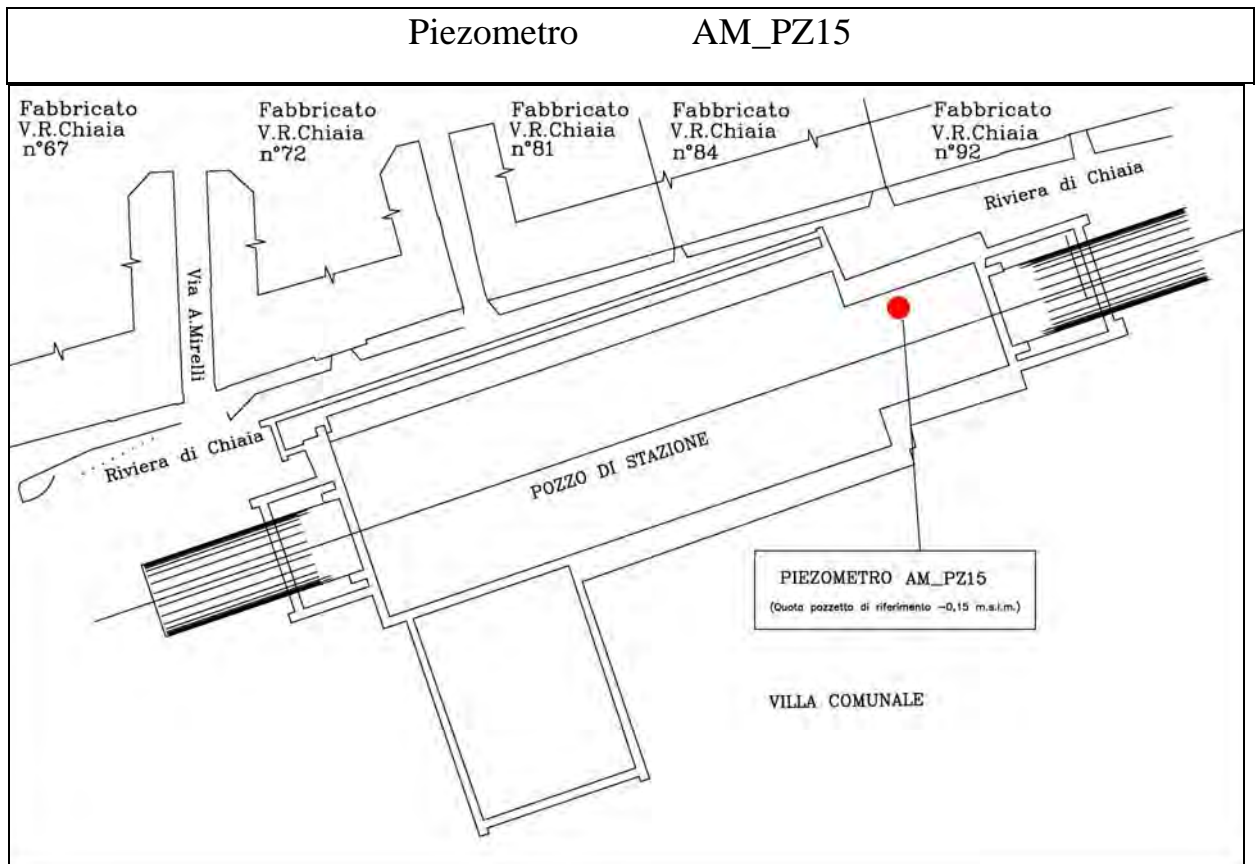 Piezometro AM_PZ15
Fabbricato
V.R.Chiaia
n°67
Fabbricato
V.R.Chiaia
n°72
Fabbricato
V.R.Chiaia
n°81
Fabbricato
V.R.Chiaia
n°84
Fabbricato
V.R.Chiaia
n°92
Riviera di Chiaia
Via A.Mirelli
Riviera di Chiaia
POZZO DI STAZIONE
PIEZOMETRO AM_PZ15
(Quota pozzetto di riferimento -0,15 m.s.l.m.)
VILLA COMUNALE